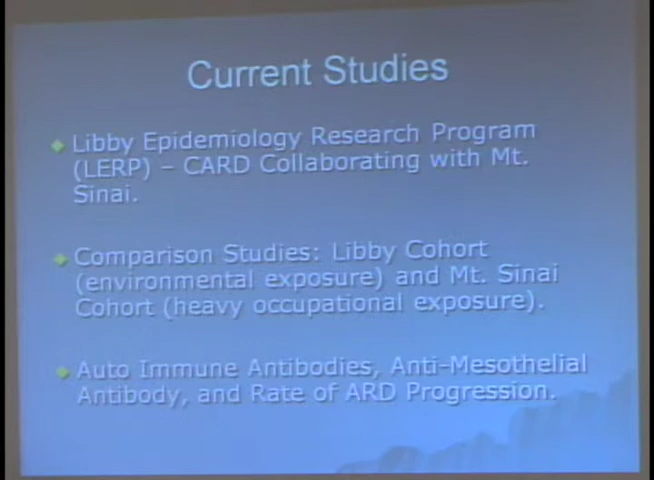 Current Studies
Libby Epidemiology Research Program
(LERP) – CARD Collaborating with Mt.
Sinai.
Comparison Studies: Libby Cohort
(environmental exposure) and Mt. Sinai
Cohort (heavy occupational exposure).
Auto Immune Antibodies, Anti-Mesothelial
Antibody, and Rate of ARD Progression.